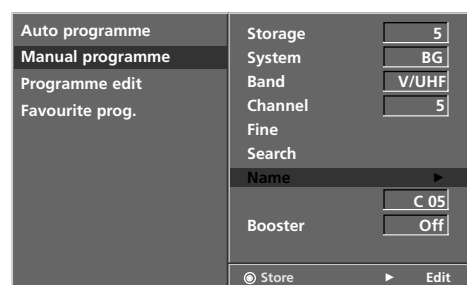 Auto programme
Manual programme
Programme edit
Favourite prog.
Storage 5
System BG
Band V/UHF
Channel 5
Fine
Search
Name ►
C 05
Booster Off
◉ Store ► Edit